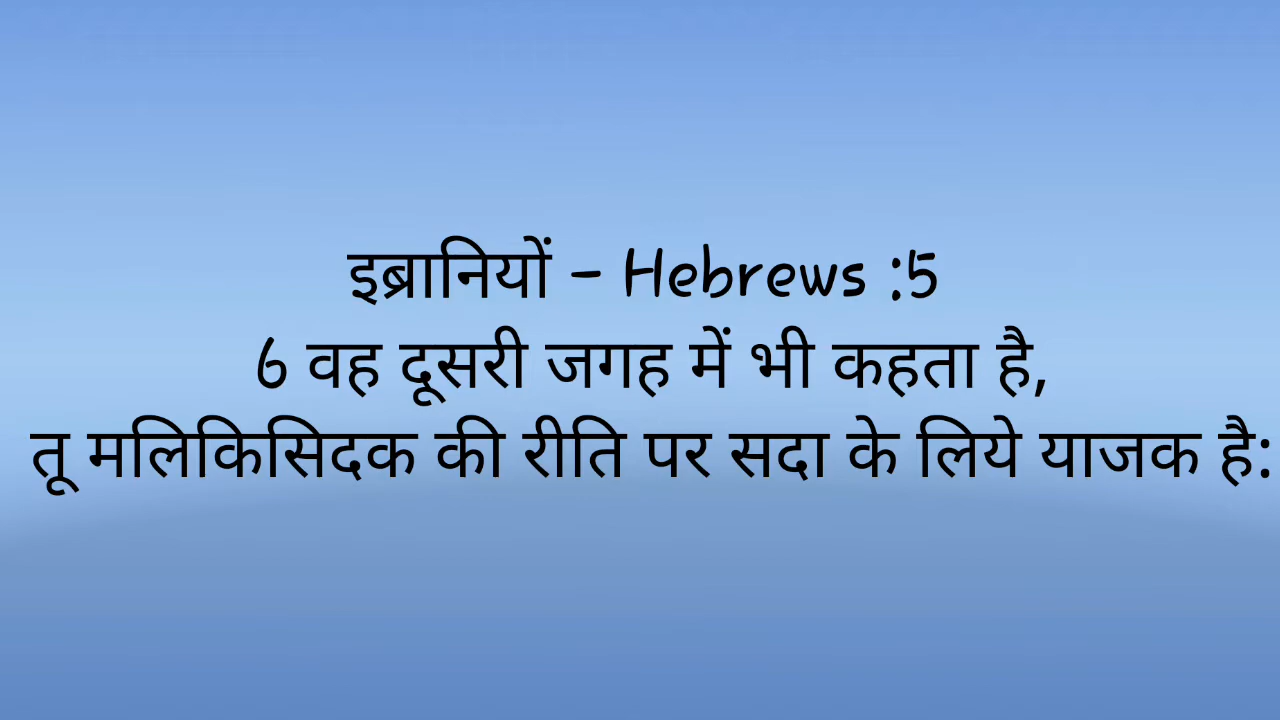 इब्रानियों - Hebrews :5
6 वह दूसरी जगह में भी कहता है,
तू मलिकिसिदक की रीति पर सदा के लिये याजक है: